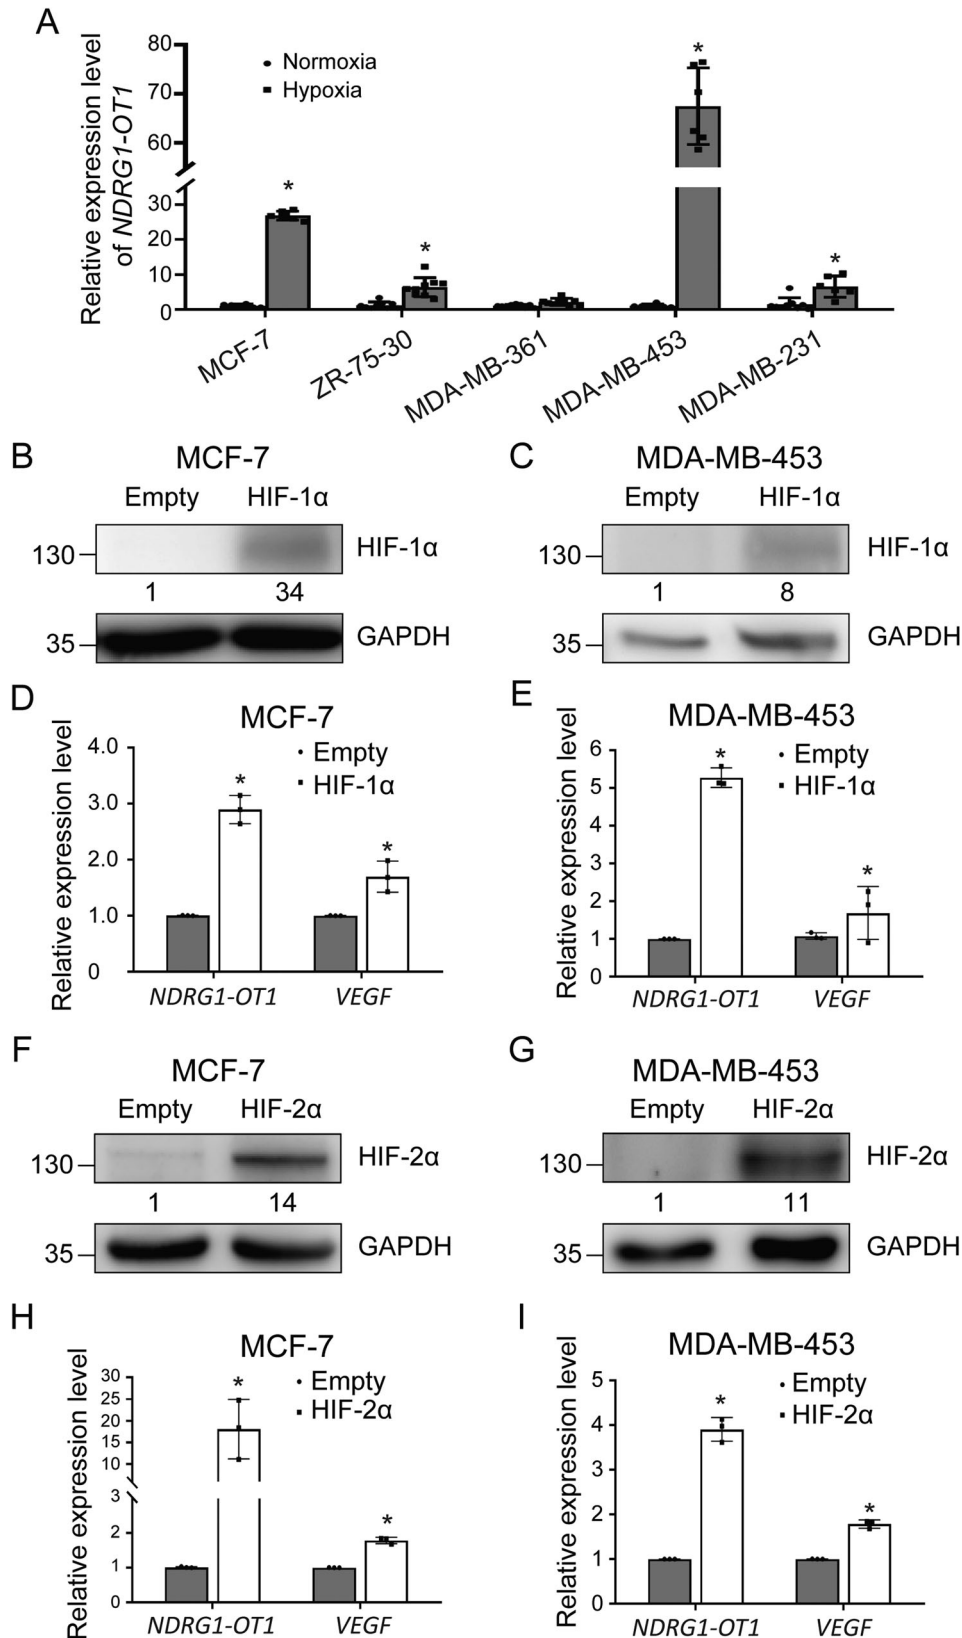 A
Relative expression level
of NDRG1-OT1
80
70
60
30
20
10
0
Normoxia
Hypoxia
*
*
*
*
MCF-7
ZR-75-30
MDA-MB-361
MDA-MB-453
MDA-MB-231
B
MCF-7
Empty HIF-1α
130 HIF-1α
1 34
35 GAPDH
C
MDA-MB-453
Empty HIF-1α
130 HIF-1α
1 8
35 GAPDH
D
MCF-7
Relative expression level
4.0
3.0
2.0
1.0
0
Empty
HIF-1α
*
*
NDRG1-OT1 VEGF
E
MDA-MB-453
Relative expression level
6
5
4
3
2
1
0
Empty
HIF-1α
*
*
NDRG1-OT1 VEGF
F
MCF-7
Empty HIF-2α
130 HIF-2α
1 14
35 GAPDH
G
MDA-MB-453
Empty HIF-2α
130 HIF-2α
1 11
35 GAPDH
H
MCF-7
Relative expression level
30
25
20
15
10
3
2
1
0
Empty
HIF-2α
*
*
NDRG1-OT1 VEGF
I
MDA-MB-453
Relative expression level
5
4
3
2
1
0
Empty
HIF-2α
*
*
NDRG1-OT1 VEGF